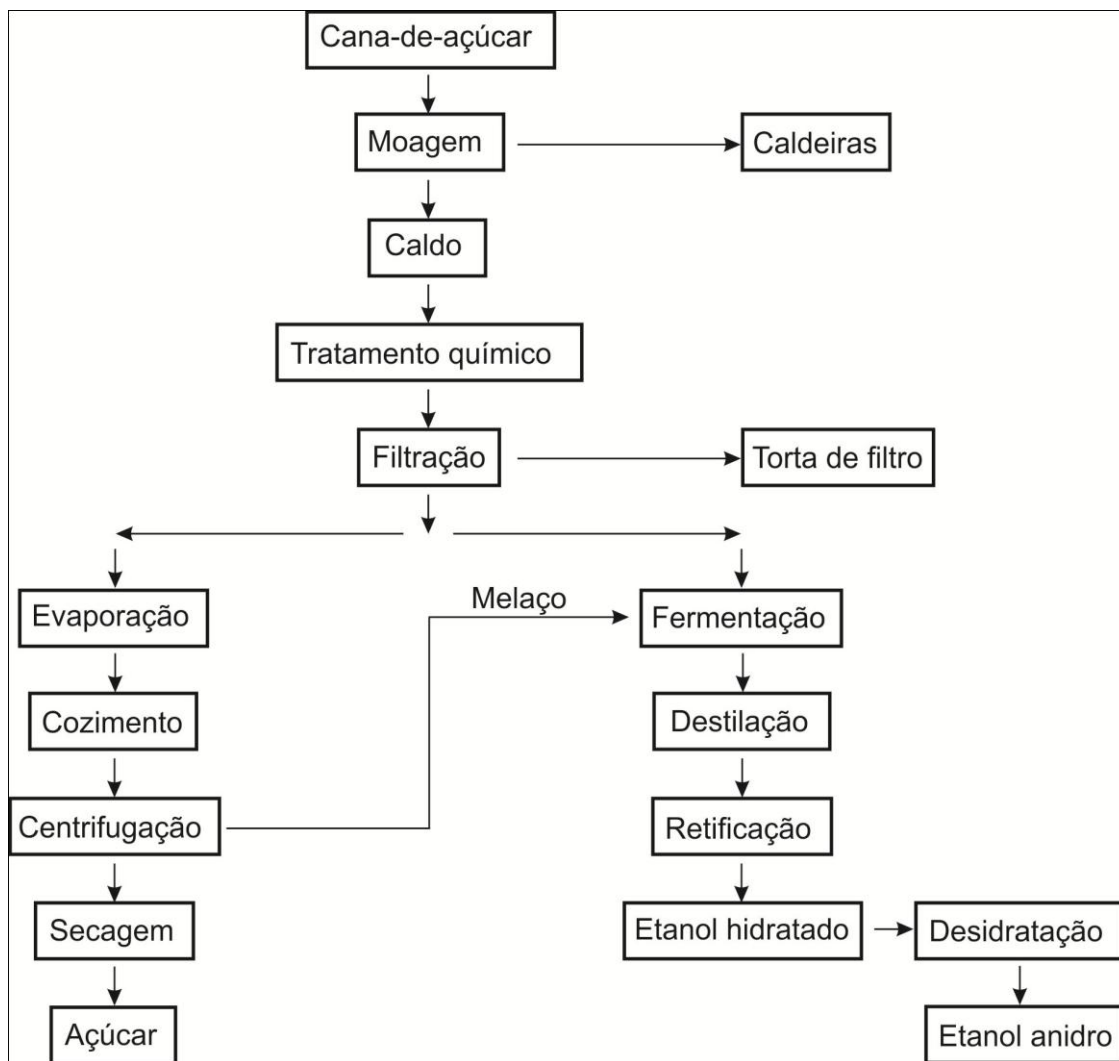 Cana-de-açúcar
Moagem
Caldeiras
Caldo
Tratamento químico
Filtração
Torta de filtro
Evaporação
Melaço
Fermentação
Cozimento
Destilação
Centrifugação
Retificação
Secagem
Etanol hidratado
Desidratação
Açúcar
Etanol anidro